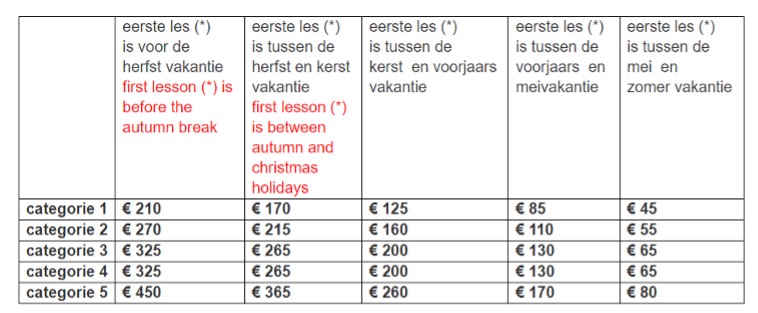 eerste les (*)
is voor de
herfst vakantie
first lesson (*) is
before the
autumn break
eerste les (*)
is tussen de
herfst en kerst
vakantie
first lesson (*)
is between
autumn and
christmas
holidays
eerste les (*)
is tussen de
kerst en voorjaars
vakantie
eerste les (*)
is tussen de
voorjaars en
meivakantie
eerste les (*)
is tussen de
mei en
zomer vakantie
categorie 1 € 210 € 170 € 125 € 85 € 45
categorie 2 € 270 € 215 € 160 € 110 € 55
categorie 3 € 325 € 265 € 200 € 130 € 65
categorie 4 € 325 € 265 € 200 € 130 € 65
categorie 5 € 450 € 365 € 260 € 170 € 80